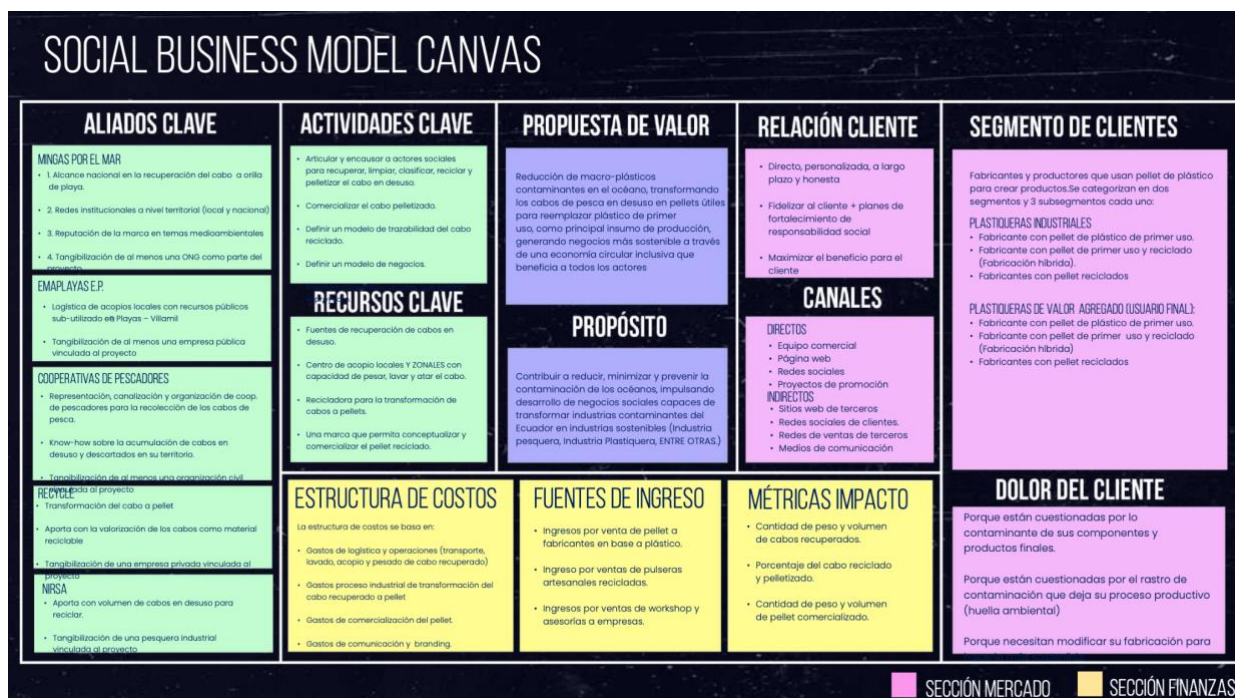 SOCIAL BUSINESS MODEL CANVAS
ALIADOS CLAVE
MINGAS POR EL MAR
• 1. Alcance nacional en la recuperación del cabo a orilla
de playa.
• 2. Redes institucionales a nivel territorial (local y nacional)
• 3. Reputación de la marca en temas medioambientales
• 4. Tangibilización de al menos una ONG como parte del
proyecto
EMAPLAYAS E.P.
• Logística de acopios locales con recursos públicos
sub-utilizado en Playas – Villamil
• Tangibilización de al menos una empresa pública
vinculada al proyecto
COOPERATIVAS DE PESCADORES
• Representación, canalización y organización de coop.
de pescadores para la recolección de los cabos de
pesca.
• Know-how sobre la acumulación de cabos en
desuso y descartados en su territorio.
• Tangibilización de al menos una organización civil
vinculada al proyecto
RECYCLE
• Transformación del cabo a pellet
• Aporta con la valorización de los cabos como material
reciclable
• Tangibilización de una empresa privada vinculada al
proyecto
NIRSA
• Aporta con volumen de cabos en desuso para
reciclar.
• Tangibilización de una pesquera industrial
vinculada al proyecto
ACTIVIDADES CLAVE
• Articular y encausar a actores sociales
para recuperar, limpiar, clasificar, reciclar y
pelletizar el cabo en desuso.
• Comercializar el cabo pelletizado.
• Definir un modelo de trazabilidad del cabo
reciclado.
• Definir un modelo de negocios.
RECURSOS CLAVE
• Fuentes de recuperación de cabos en
desuso.
• Centro de acopio locales Y ZONALES con
capacidad de pesar, lavar y atar el cabo.
• Recicladora para la transformación de
cabos a pellets.
• Una marca que permita conceptualizar y
comercializar el pellet reciclado.
PROPUESTA DE VALOR
Reducción de macro-plásticos
contaminantes en el océano, transformando
los cabos de pesca en desuso en pellets útiles
para reemplazar plástico de primer
uso, como principal insumo de producción,
generando negocios más sostenible a través
de una economía circular inclusiva que
beneficia a todos los actores
PROPÓSITO
Contribuir a reducir, minimizar y prevenir la
contaminación de los océanos, impulsando
desarrollo de negocios sociales capaces de
transformar industrias contaminantes del
Ecuador en industrias sostenibles (Industria
pesquera, Industria Plastiquera, ENTRE OTRAS.)
RELACIÓN CLIENTE
• Directo, personalizada, a largo
plazo y honesta
• Fidelizar al cliente + planes de
fortalecimiento de
responsabilidad social
• Maximizar el beneficio para el
cliente
CANALES
DIRECTOS
• Equipo comercial
• Página web
• Redes sociales
• Proyectos de promoción
INDIRECTOS
• Sitios web de terceros
• Redes sociales de clientes.
• Redes de ventas de terceros
• Medios de comunicación
SEGMENTO DE CLIENTES
Fabricantes y productores que usan pellet de plástico
para crear productos.Se categorizan en dos
segmentos y 3 subsegmentos cada uno:
PLASTIQUERAS INDUSTRIALES
• Fabricante con pellet de plástico de primer uso.
• Fabricante con pellet de primer uso y reciclado
(Fabricación híbrida).
• Fabricantes con pellet reciclados
PLASTIQUERAS DE VALOR AGREGADO (USUARIO FINAL):
• Fabricante con pellet de plástico de primer uso.
• Fabricante con pellet de primer uso y reciclado
(Fabricación híbrida)
• Fabricantes con pellet reciclados
DOLOR DEL CLIENTE
Porque están cuestionadas por lo
contaminante de sus componentes y
productos finales.
Porque están cuestionadas por el rastro de
contaminación que deja su proceso productivo
(huella ambiental)
Porque necesitan modificar su fabricación para
ESTRUCTURA DE COSTOS
La estructura de costos se basa en:
• Gastos de logística y operaciones (transporte,
lavado, acopio y pesado de cabo recuperado)
• Gastos proceso industrial de transformación del
cabo recuperado a pellet
• Gastos de comercialización del pellet.
• Gastos de comunicación y branding.
FUENTES DE INGRESO
• Ingresos por venta de pellet a
fabricantes en base a plástico.
• Ingreso por ventas de pulseras
artesanales recicladas.
• Ingresos por ventas de workshop y
asesorías a empresas.
MÉTRICAS IMPACTO
• Cantidad de peso y volumen
de cabos recuperados.
• Porcentaje del cabo reciclado
y pelletizado.
• Cantidad de peso y volumen
de pellet comercializado.
SECCIÓN MERCADO
SECCIÓN FINANZAS